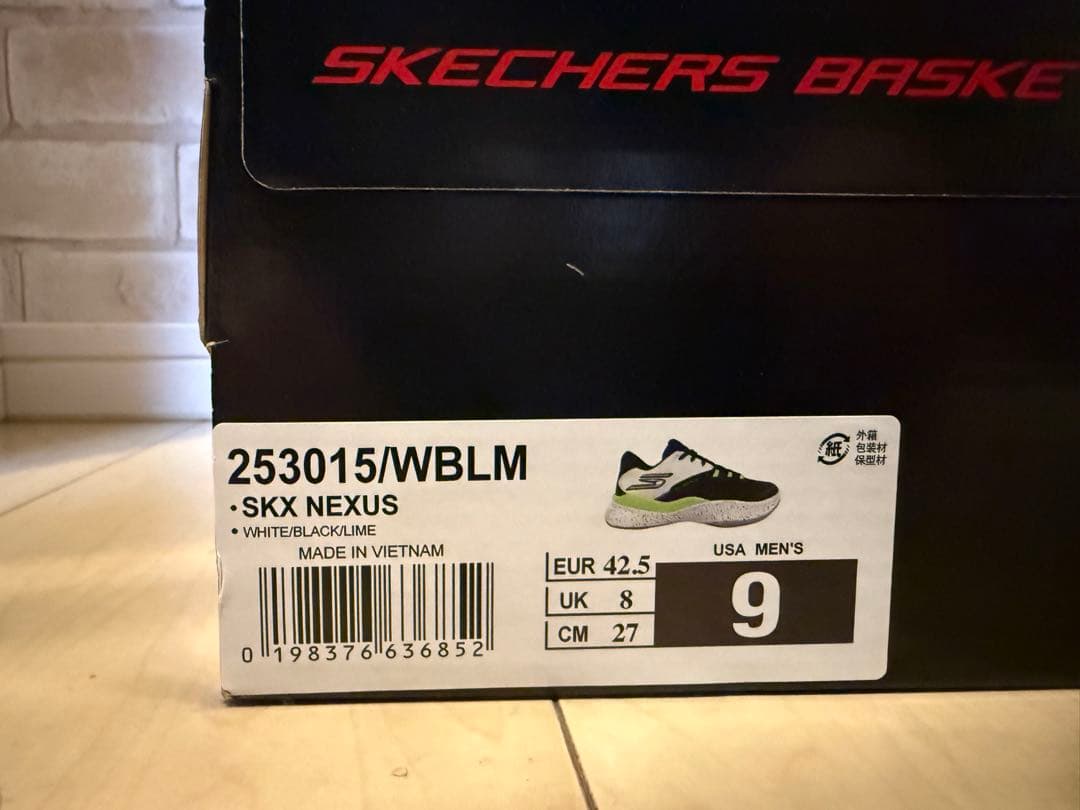 SKECHERS BASKE
253015/WBLM
• SKX NEXUS
• WHITE/BLACK/LIME
MADE IN VIETNAM
0 198376 636852
紙
外箱
包装材
保型材
EUR 42.5
UK 8
CM 27
USA MEN'S
9